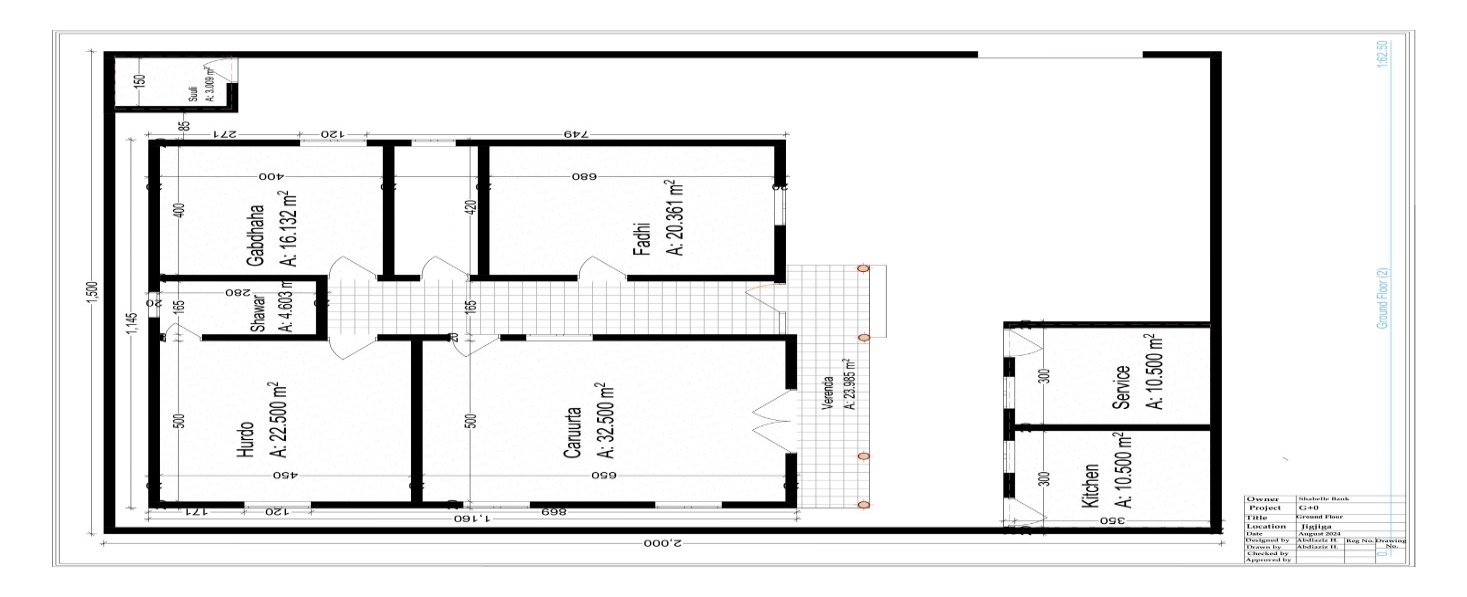 150
Suuli
A: 3.009 m²
85
271
120
749
400
400
Gabdhaha
A: 16.132 m²
420
680
Fadhi
A: 20.361 m²
1,500
1,145
20
280
165
Shawar
A: 4.603 m
165
20
Hurdo
A: 22.500 m²
500
450
Caruurta
A: 32.500 m²
500
650
Verenda
A: 23.985 m²
300
Service
A: 10.500 m²
300
Kitchen
A: 10.500 m²
350
171
120
869
1,160
2,000
1:62.50
Ground Floor (2)
0.
Owner Shabelle Bank
Project G+0
Title Ground Floor
Location Jigjiga
Date August 2024
Designed by Abdiaziz H. Reg No. Drawing No.
Drawn by Abdiaziz H.
Checked by
Approved by